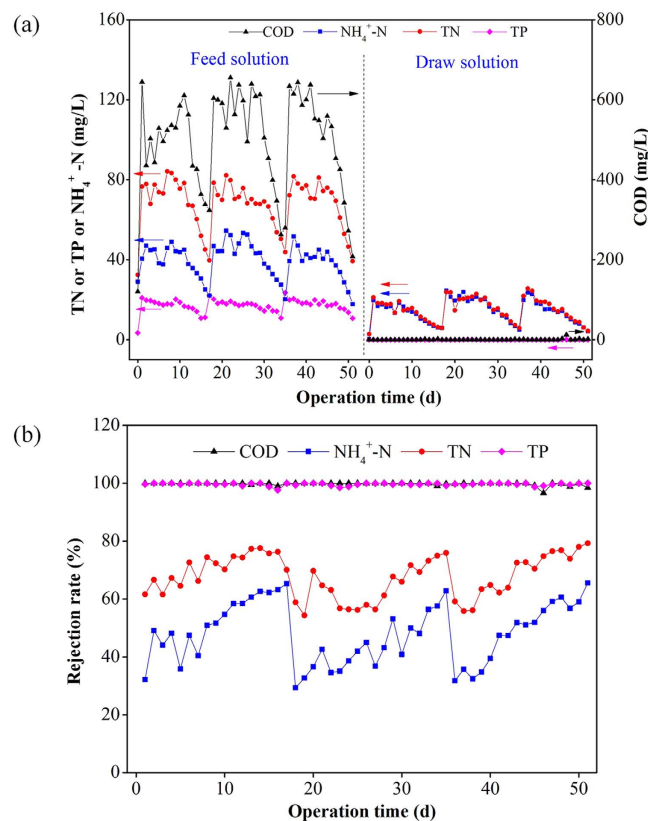 (a)
COD NH₄⁺-N TN TP
Feed solution
Draw solution
TN or TP or NH₄⁺ -N (mg/L)
160
120
80
40
0
COD (mg/L)
800
600
400
200
0
0 10 20 30 40 50 0 10 20 30 40 50
Operation time (d)
(b)
COD NH₄⁺-N TN TP
Rejection rate (%)
120
100
80
60
40
20
0
0 10 20 30 40 50
Operation time (d)